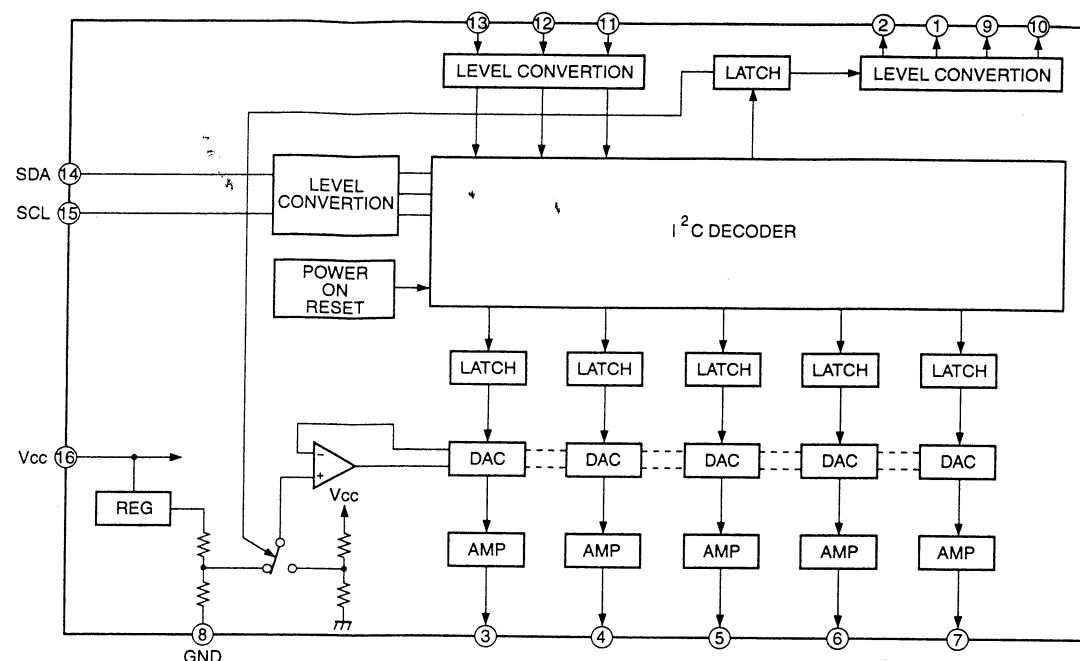 13 12 11 2 1 9 10
LEVEL CONVERTION
LATCH
LEVEL CONVERTION
SDA 14
SCL 15
LEVEL
CONVERTION
I²C DECODER
POWER
ON
RESET
LATCH LATCH LATCH LATCH LATCH
Vcc 16
− +
DAC DAC DAC DAC DAC
REG
Vcc
AMP AMP AMP AMP AMP
8 3 4 5 6 7
GND